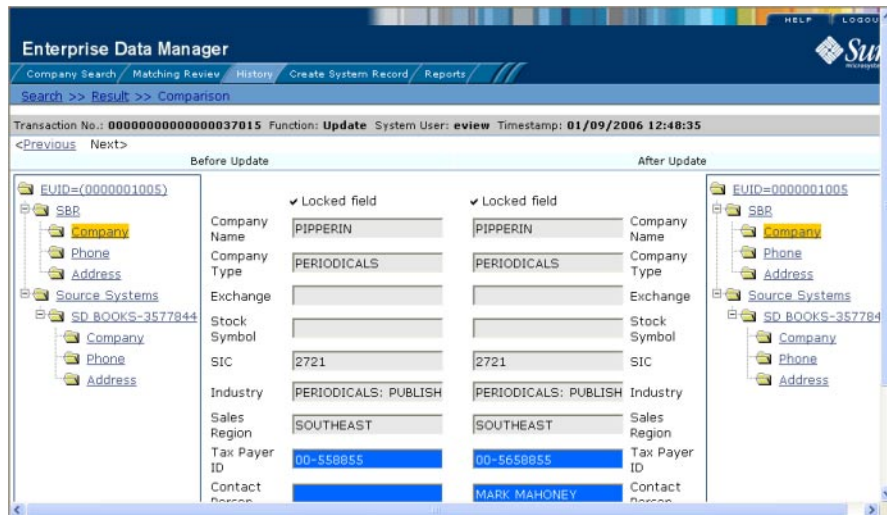 HELP LOGOU
Enterprise Data Manager
Sun
microsystems
Company Search Matching Review History Create System Record Reports
Search >> Result >> Comparison
Transaction No.: 00000000000000037015 Function: Update System User: eview Timestamp: 01/09/2006 12:48:35
<Previous Next>
Before Update After Update
EUID=(0000001005)
SBR
Company
Phone
Address
Source Systems
SD BOOKS-3577844
Company
Phone
Address
✔ Locked field ✔ Locked field
Company Name PIPPERIN PIPPERIN Company Name
Company Type PERIODICALS PERIODICALS Company Type
Exchange Exchange
Stock Symbol Stock Symbol
SIC 2721 2721 SIC
Industry PERIODICALS: PUBLISH PERIODICALS: PUBLISH Industry
Sales Region SOUTHEAST SOUTHEAST Sales Region
Tax Payer ID 00-558855 00-5658855 Tax Payer ID
Contact Person MARK MAHONEY Contact Person
EUID=0000001005
SBR
Company
Phone
Address
Source Systems
SD BOOKS-35778
Company
Phone
Address